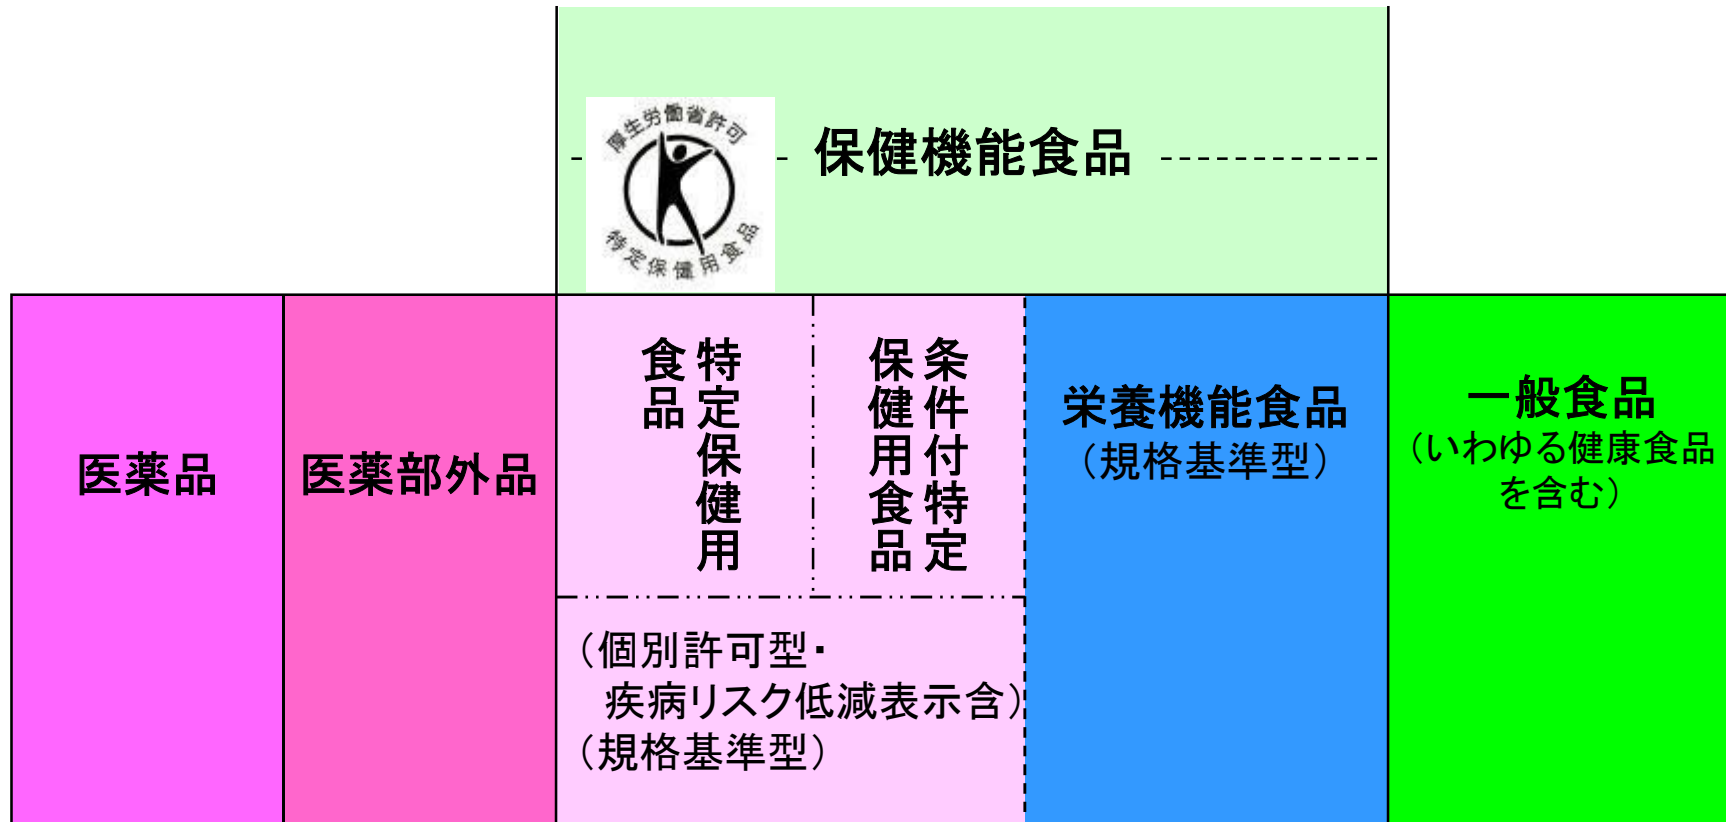 厚生労働省許可
特定保健用食品
保健機能食品
医薬品
医薬部外品
特定保健用
食品
条件付特定
保健用食品
（個別許可型・
疾病リスク低減表示含）
（規格基準型）
栄養機能食品
（規格基準型）
一般食品
（いわゆる健康食品
を含む）